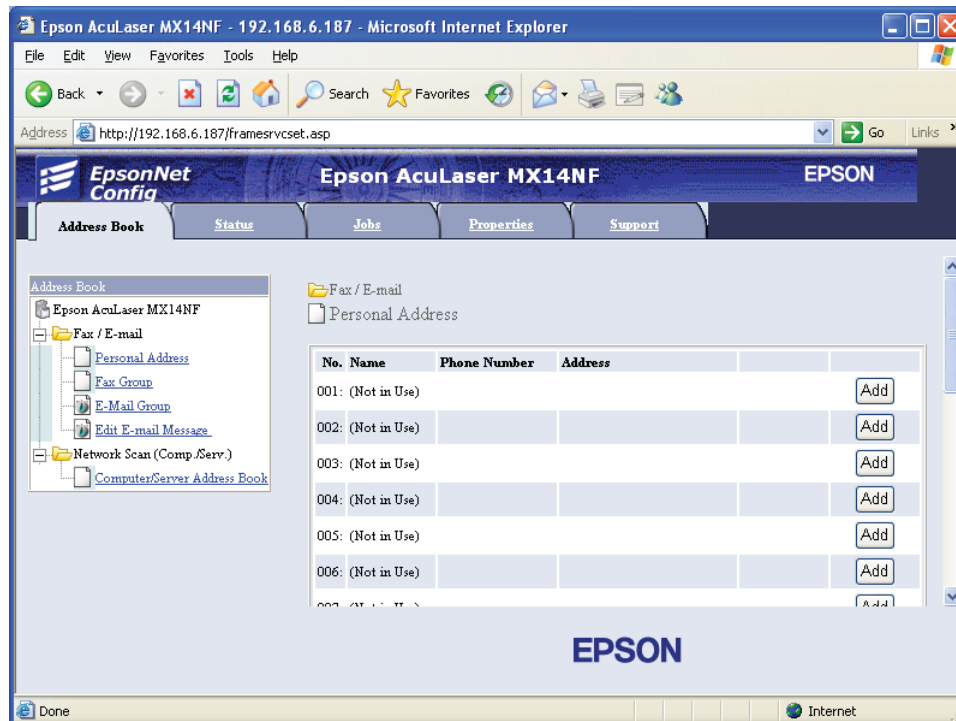 Epson AcuLaser MX14NF - 192.168.6.187 - Microsoft Internet Explorer
File Edit View Favorites Tools Help
Back Search Favorites
Address http://192.168.6.187/framesrvcset.asp Go Links »
EpsonNet Config
Epson AcuLaser MX14NF
EPSON
Address Book Status Jobs Properties Support
Address Book
Epson AcuLaser MX14NF
Fax / E-mail
Personal Address
Fax Group
E-Mail Group
Edit E-mail Message
Network Scan (Comp./Serv.)
Computer/Server Address Book
Fax / E-mail
Personal Address
No. Name Phone Number Address
001: (Not in Use) Add
002: (Not in Use) Add
003: (Not in Use) Add
004: (Not in Use) Add
005: (Not in Use) Add
006: (Not in Use) Add
EPSON
Done Internet